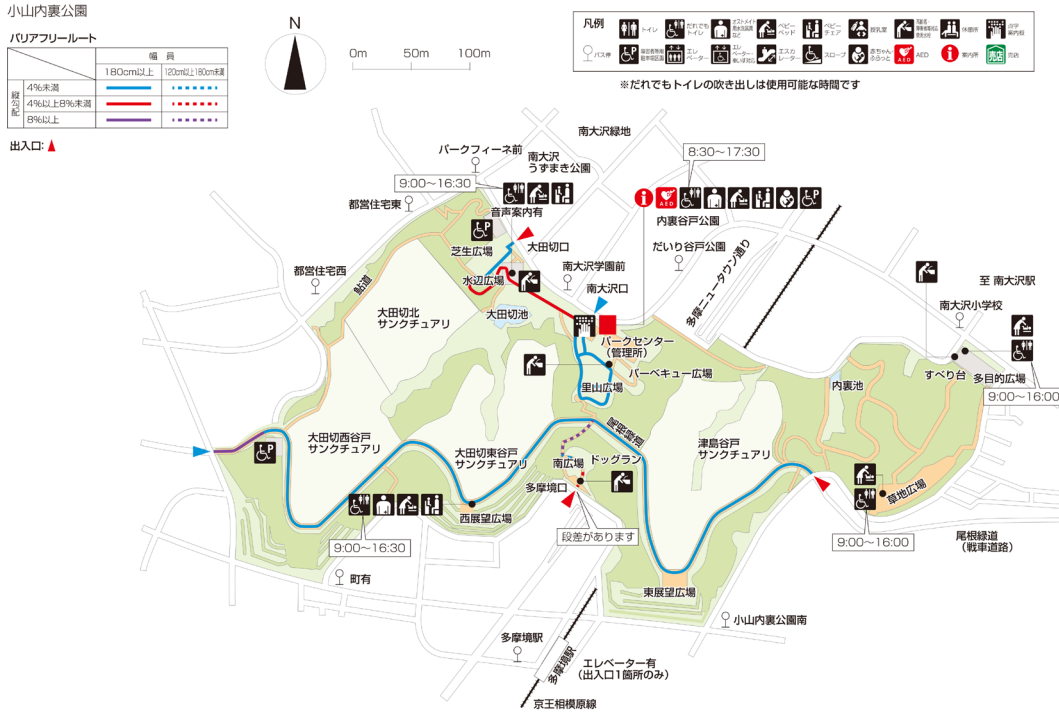 小山内裏公園
バリアフリールート
幅 員
180cm以上
120cm以上180cm未満
縦勾配
4%未満
4%以上8%未満
8%以上
出入口:
N
0m 50m 100m
凡例
トイレ
だれでも
トイレ
ベビー
ベッド
ベビー
チェア
授乳室
休憩所
点字
案内板
バス停
エレ
ベーター
エスカ
レーター
スロープ
赤ちゃん・
ふらっと
AED
案内所
売店
売店
※だれでもトイレの吹き出しは使用可能な時間です
南大沢緑地
パークフィーネ前
南大沢
うずまき公園
8:30〜17:30
9:00〜16:30
都営住宅東
音声案内有
AED
内裏谷戸公園
芝生広場
大田切口
だいり谷戸公園
都営住宅西
鮎道
水辺広場
南大沢学園前
南大沢口
多摩ニュータウン通り
至 南大沢駅
南大沢小学校
大田切北
サンクチュアリ
大田切池
パークセンター
(管理所)
バーベキュー広場
里山広場
すべり台
多目的広場
内裏池
9:00〜16:00
大田切西谷戸
サンクチュアリ
大田切東谷戸
サンクチュアリ
尾根緑道
津島谷戸
サンクチュアリ
南広場
ドッグラン
多摩境口
草地広場
西展望広場
段差があります
9:00〜16:30
9:00〜16:00
尾根緑道
(戦車道路)
町有
東展望広場
小山内裏公園南
多摩境駅
多摩境駅
エレベーター有
(出入口1箇所のみ)
京王相模原線